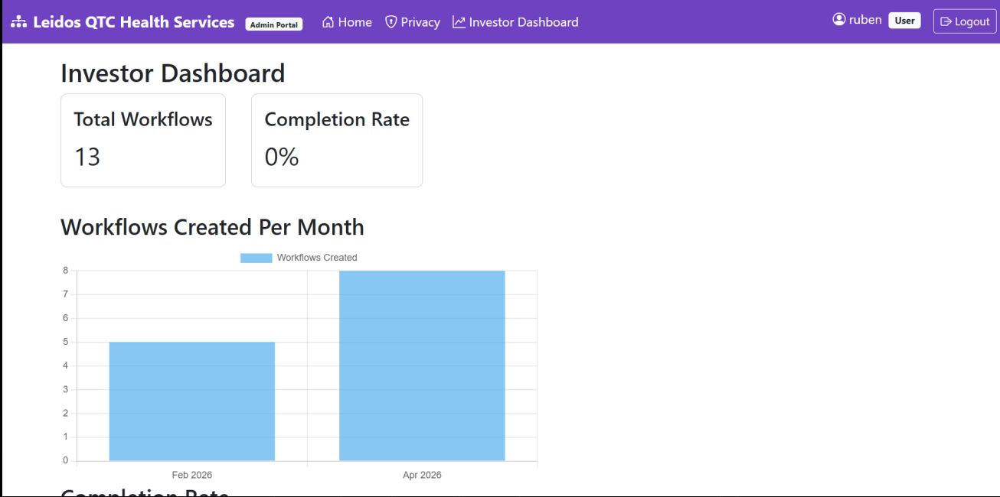 Leidos QTC Health Services Admin Portal Home Privacy Investor Dashboard ruben User Logout
Investor Dashboard
Total Workflows
13
Completion Rate
0%
Workflows Created Per Month
Workflows Created
8
7
6
5
4
3
2
1
0
Feb 2026 Apr 2026
Completion Rate